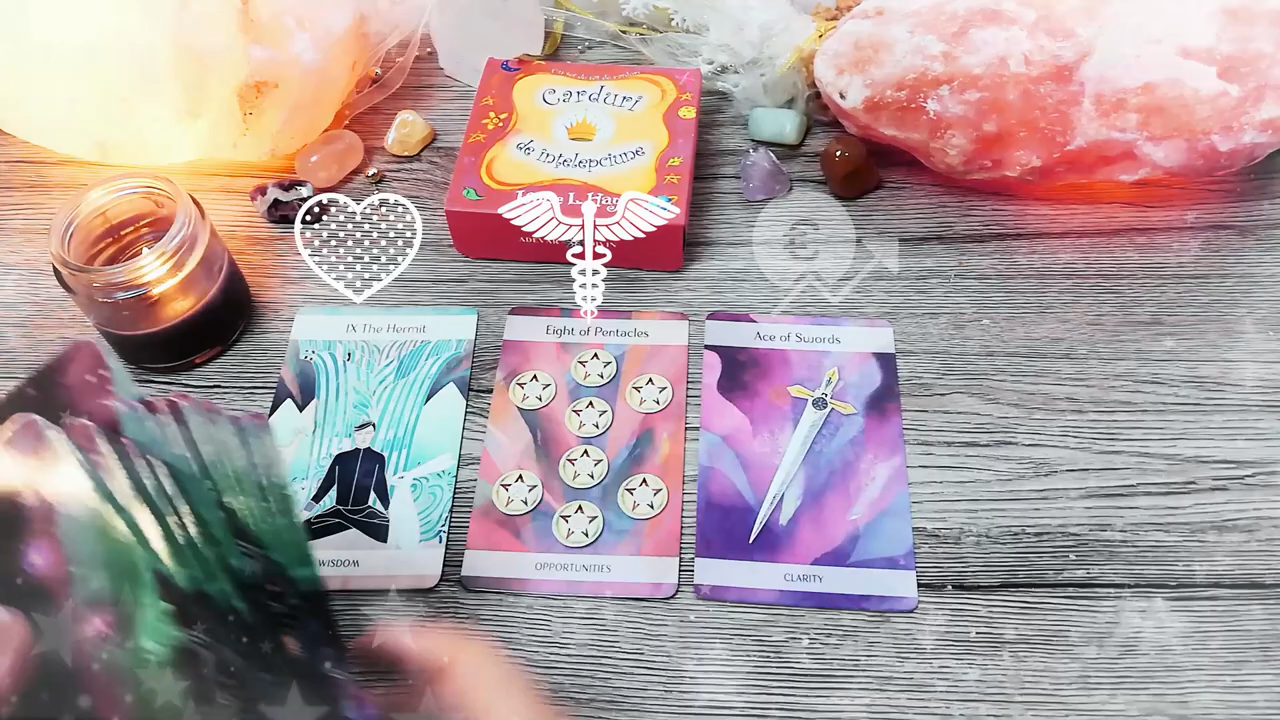 Carduri
de înțelepciune
IX The Hermit
WISDOM
Eight of Pentacles
OPPORTUNITIES
Ace of Swords
CLARITY